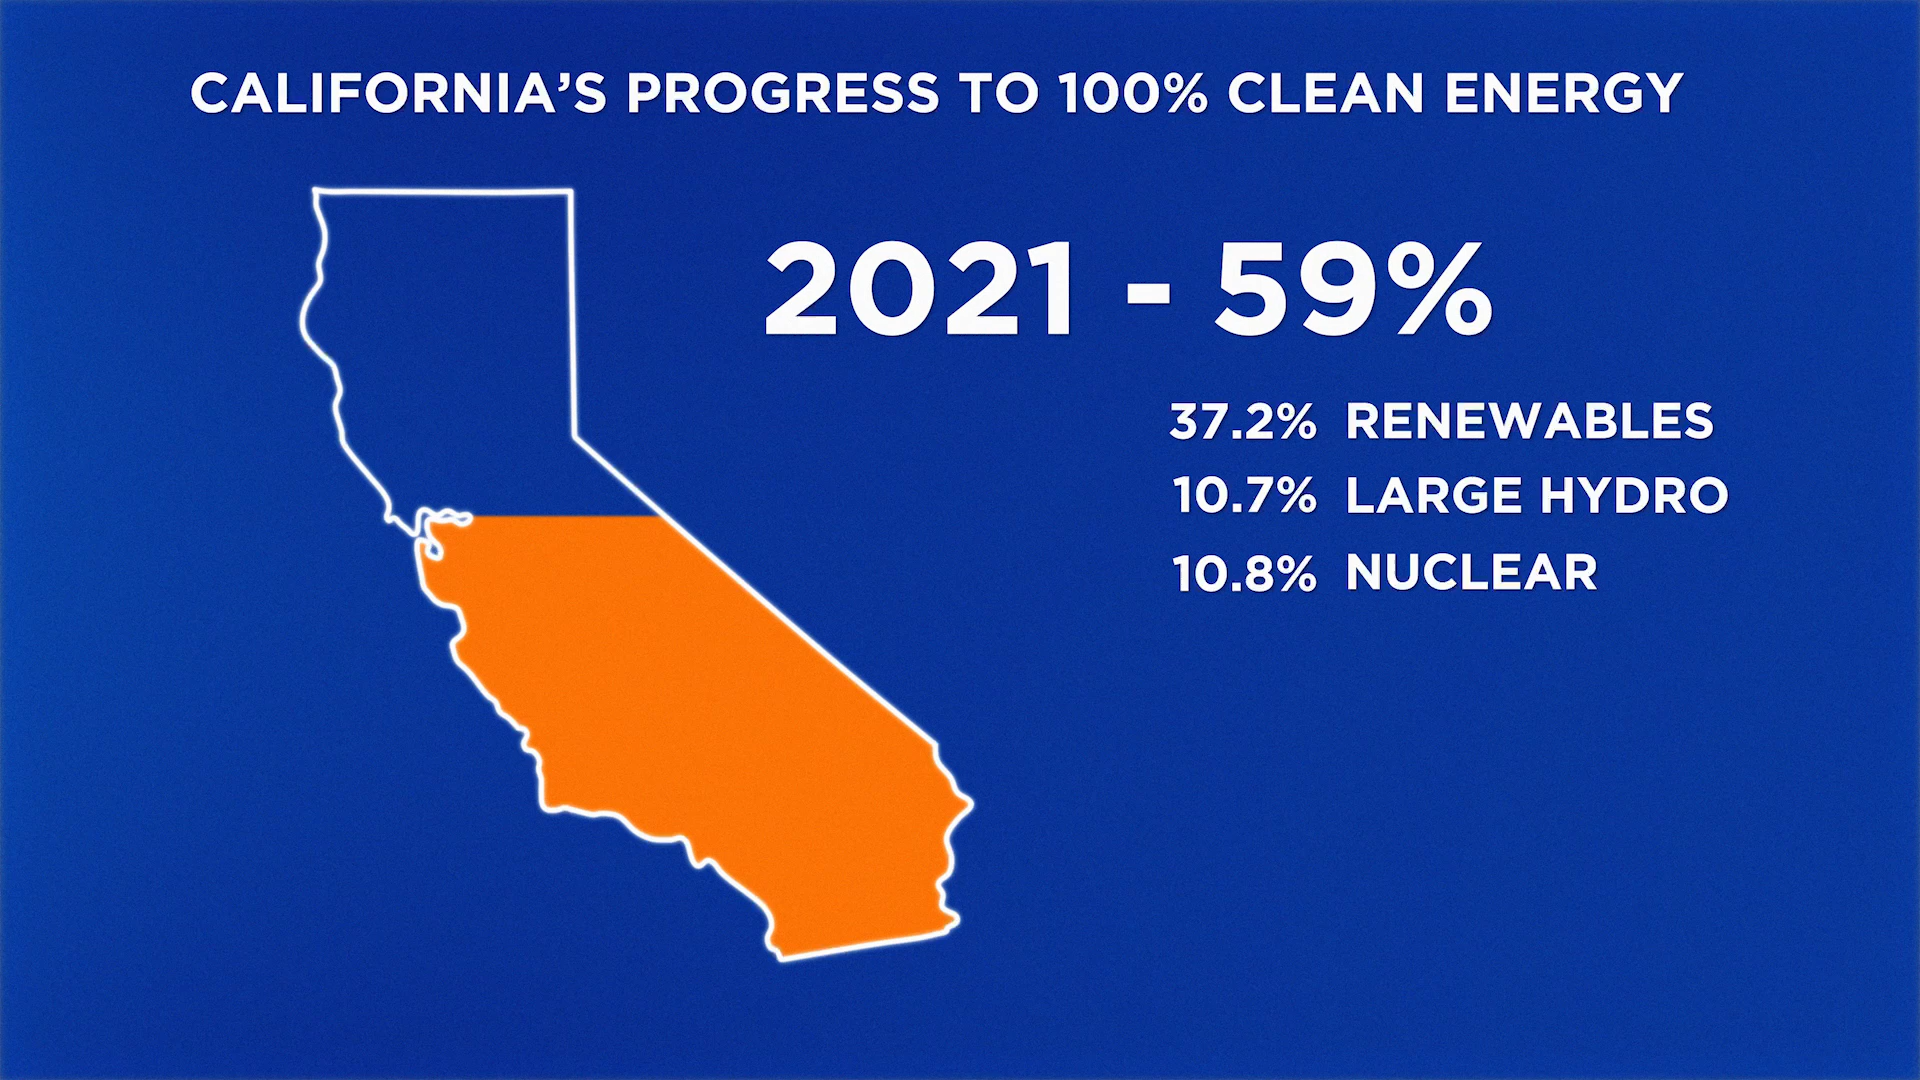 CALIFORNIA’S PROGRESS TO 100% CLEAN ENERGY
2021 - 59%
37.2% RENEWABLES
10.7% LARGE HYDRO
10.8% NUCLEAR